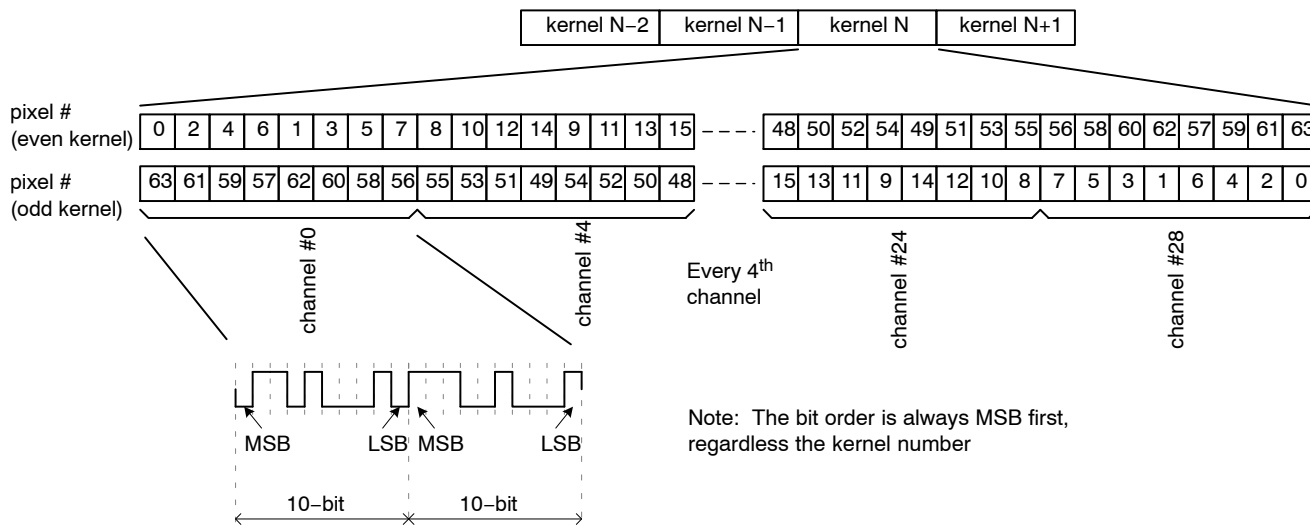 kernel N−2 kernel N−1 kernel N kernel N+1
pixel #
(even kernel)
0 2 4 6 1 3 5 7 8 10 12 14 9 11 13 15 48 50 52 54 49 51 53 55 56 58 60 62 57 59 61 63
pixel #
(odd kernel)
63 61 59 57 62 60 58 56 55 53 51 49 54 52 50 48 15 13 11 9 14 12 10 8 7 5 3 1 6 4 2 0
channel #0
channel #4
Every 4th
channel
channel #24
channel #28
MSB LSB MSB LSB
Note: The bit order is always MSB first,
regardless the kernel number
10−bit 10−bit